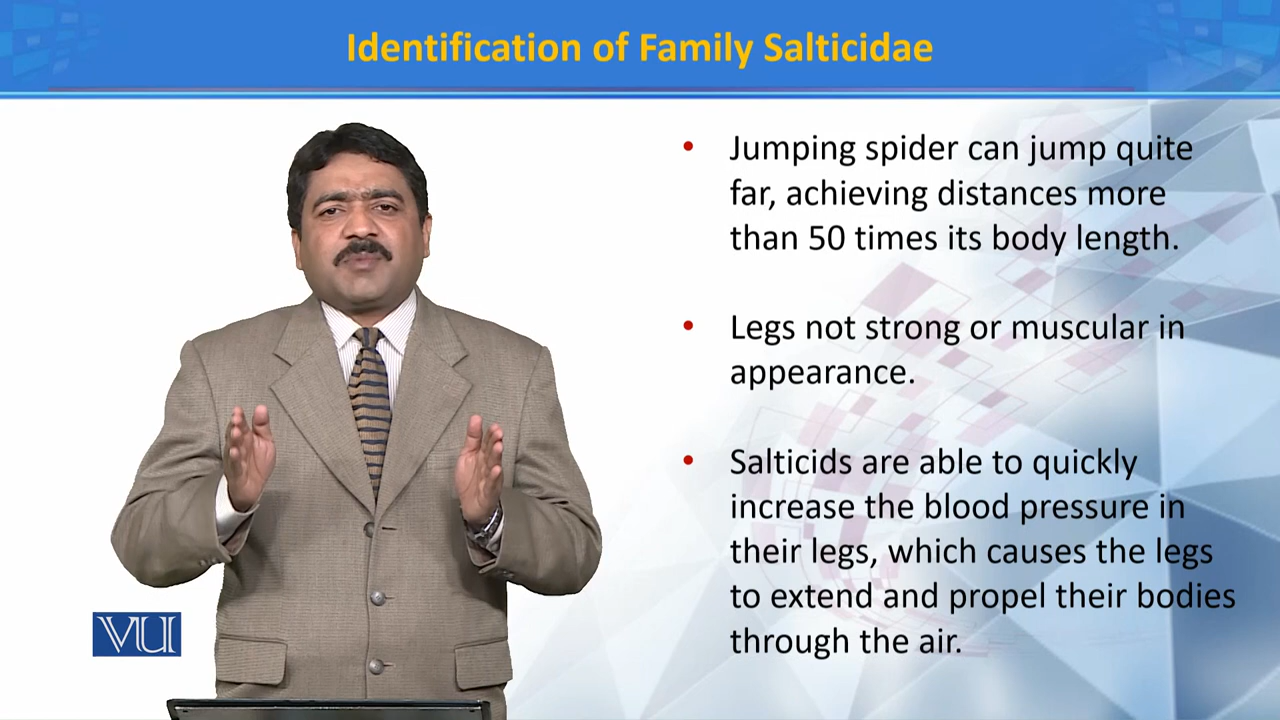 Identification of Family Salticidae
• Jumping spider can jump quite
far, achieving distances more
than 50 times its body length.
• Legs not strong or muscular in
appearance.
• Salticids are able to quickly
increase the blood pressure in
their legs, which causes the legs
to extend and propel their bodies
through the air.
VU